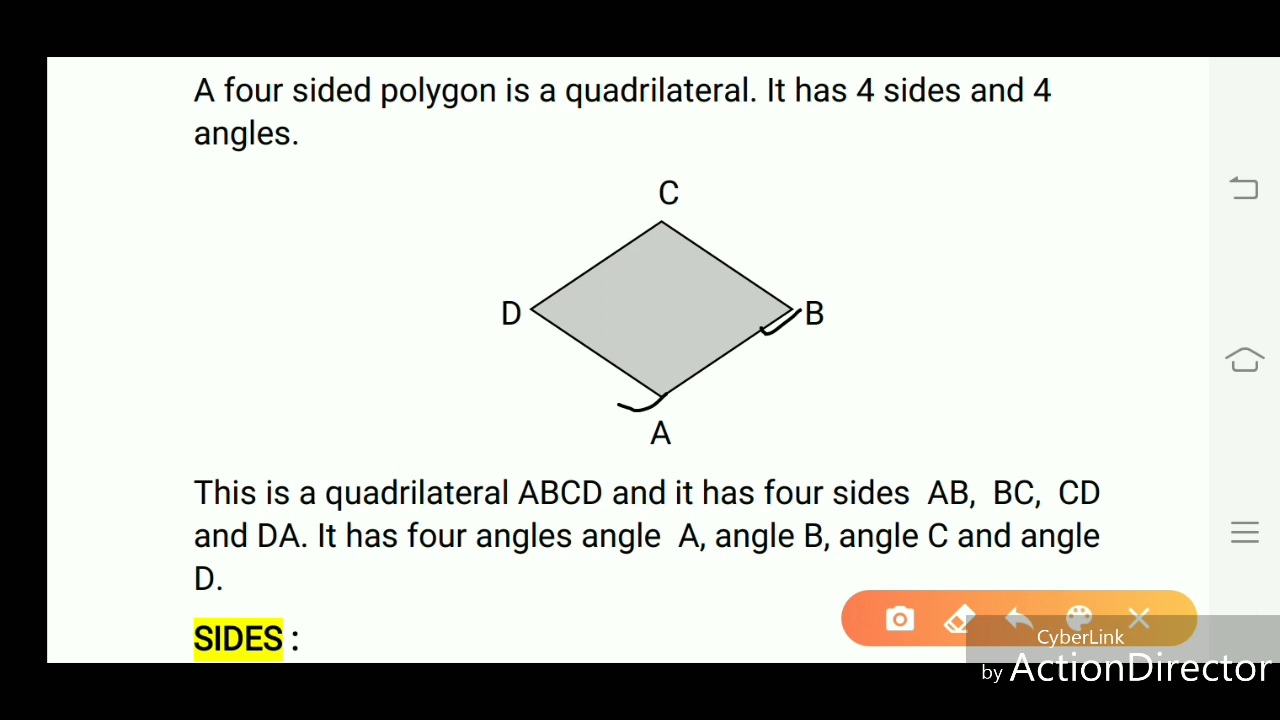 A four sided polygon is a quadrilateral. It has 4 sides and 4
angles.
C
D
B
A
This is a quadrilateral ABCD and it has four sides  AB,  BC,  CD
and DA. It has four angles angle  A, angle B, angle C and angle
D.
SIDES :
CyberLink
by ActionDirector